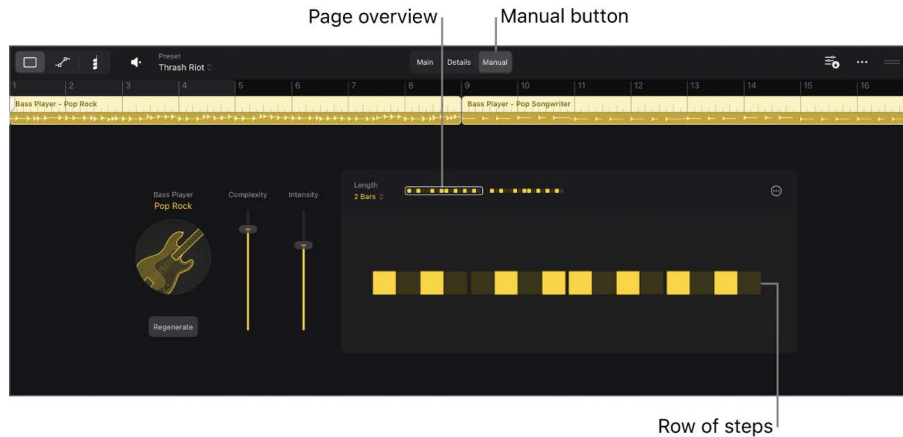 Page overview
Manual button
Preset
Thrash Riot
Main Details Manual
1 2 3 4 5 6 7 8 9 10 11 12 13 14 15 16
Bass Player - Pop Rock
Bass Player - Pop Songwriter
Bass Player
Pop Rock
Complexity
Intensity
Length
2 Bars
Regenerate
Row of steps